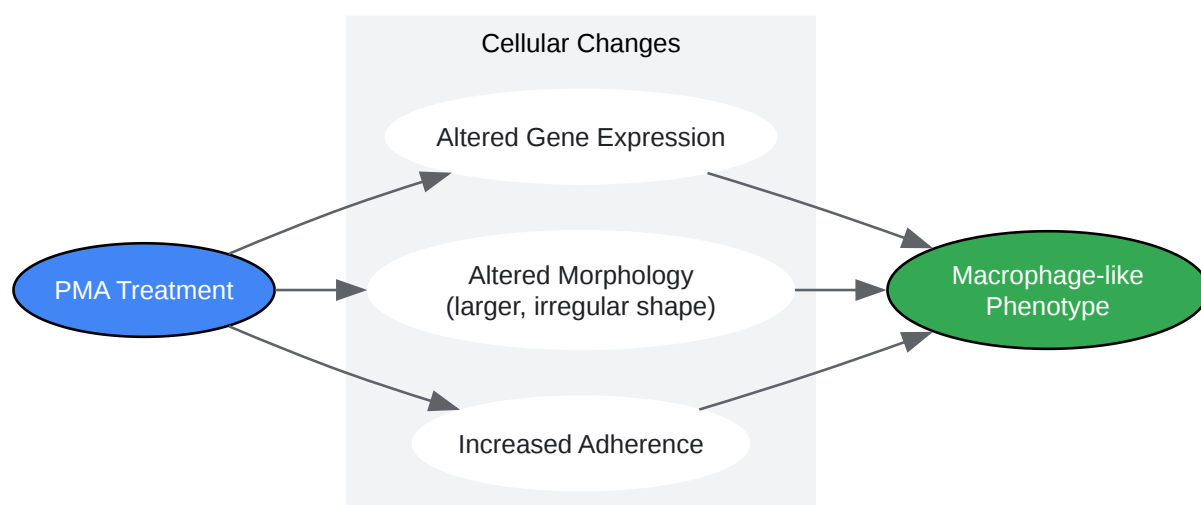 Cellular Changes
Altered Gene Expression
PMA Treatment
Altered Morphology
(larger, irregular shape)
Macrophage-like
Phenotype
Increased Adherence